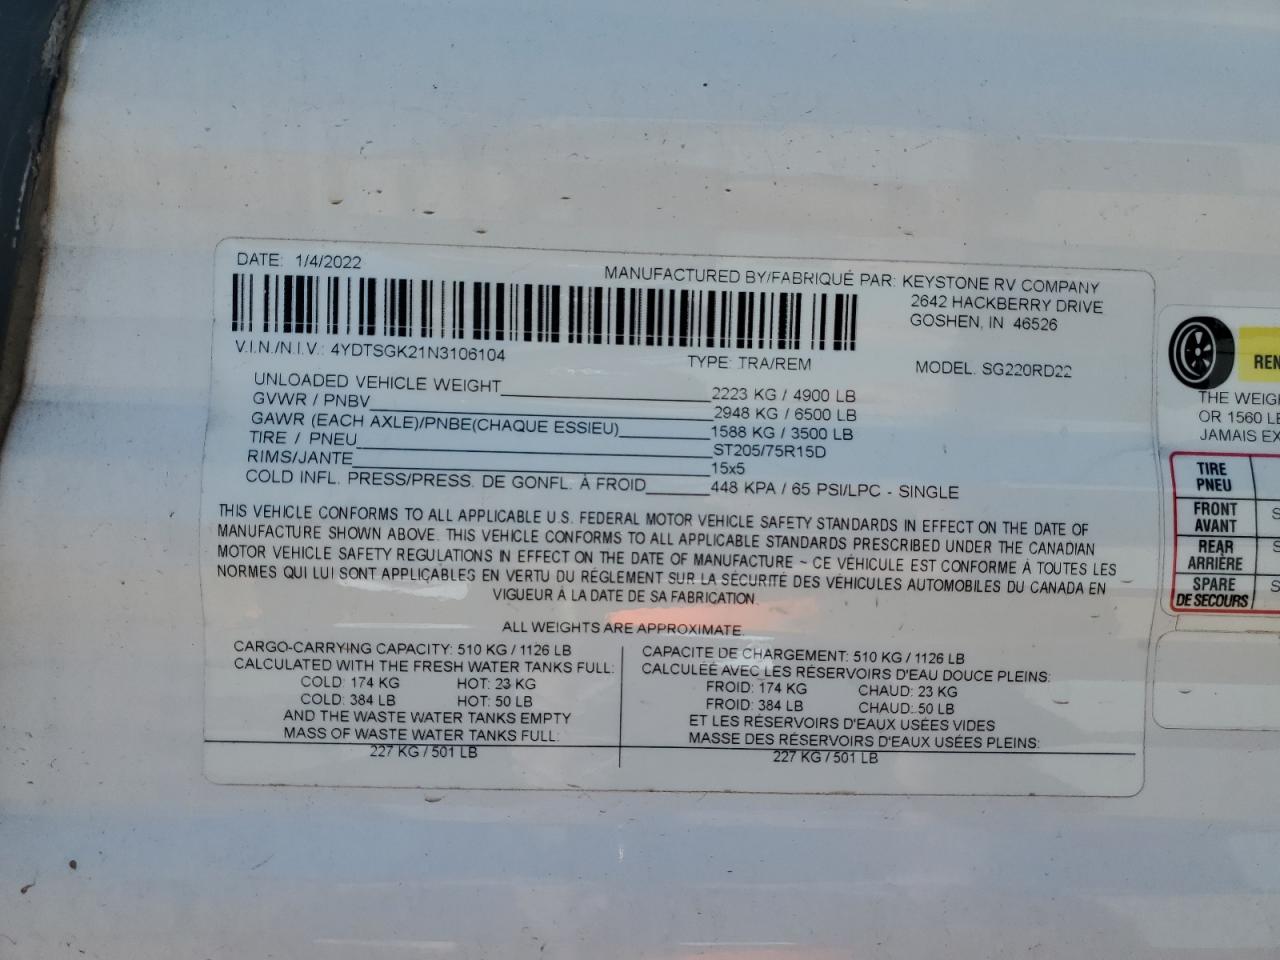 DATE: 1/4/2022
MANUFACTURED BY/FABRIQUÉ PAR: KEYSTONE RV COMPANY
2642 HACKBERRY DRIVE
GOSHEN, IN 46526
V.I.N./N.I.V.: 4YDTSGK21N3106104
TYPE: TRA/REM
MODEL. SG220RD22
UNLOADED VEHICLE WEIGHT 2223 KG / 4900 LB
GVWR / PNBV 2948 KG / 6500 LB
GAWR (EACH AXLE)/PNBE(CHAQUE ESSIEU) 1588 KG / 3500 LB
TIRE / PNEU ST205/75R15D
RIMS/JANTE 15x5
COLD INFL. PRESS/PRESS. DE GONFL. À FROID 448 KPA / 65 PSI/LPC - SINGLE
THIS VEHICLE CONFORMS TO ALL APPLICABLE U.S. FEDERAL MOTOR VEHICLE SAFETY STANDARDS IN EFFECT ON THE DATE OF
MANUFACTURE SHOWN ABOVE. THIS VEHICLE CONFORMS TO ALL APPLICABLE STANDARDS PRESCRIBED UNDER THE CANADIAN
MOTOR VEHICLE SAFETY REGULATIONS IN EFFECT ON THE DATE OF MANUFACTURE ~ CE VÉHICULE EST CONFORME À TOUTES LES
NORMES QUI LUI SONT APPLICABLES EN VERTU DU RÉGLEMENT SUR LA SÉCURITÉ DES VÉHICULES AUTOMOBILES DU CANADA EN
VIGUEUR À LA DATE DE SA FABRICATION.
ALL WEIGHTS ARE APPROXIMATE.
CARGO-CARRYING CAPACITY: 510 KG / 1126 LB
CALCULATED WITH THE FRESH WATER TANKS FULL:
COLD: 174 KG HOT: 23 KG
COLD: 384 LB HOT: 50 LB
AND THE WASTE WATER TANKS EMPTY
MASS OF WASTE WATER TANKS FULL:
227 KG / 501 LB
CAPACITE DE CHARGEMENT: 510 KG / 1126 LB
CALCULÉE AVEC LES RÉSERVOIRS D'EAU DOUCE PLEINS:
FROID: 174 KG CHAUD: 23 KG
FROID: 384 LB CHAUD: 50 LB
ET LES RÉSERVOIRS D'EAUX USÉES VIDES
MASSE DES RÉSERVOIRS D'EAUX USÉES PLEINS:
227 KG / 501 LB
REN
THE WEIGH
OR 1560 LB
JAMAIS EX
TIRE
PNEU
FRONT
AVANT
S
REAR
ARRIÈRE
S
SPARE
DE SECOURS
S